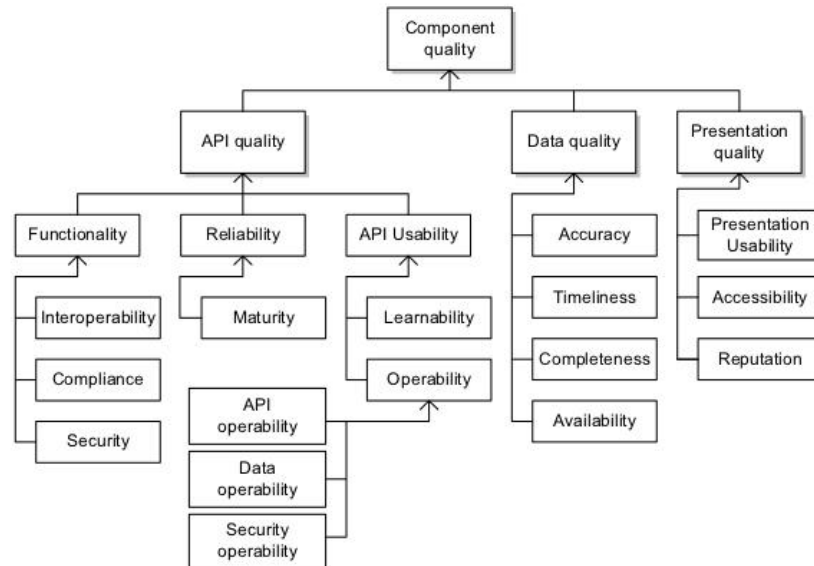 Component
quality
API quality
Data quality
Presentation
quality
Functionality
Reliability
API Usability
Accuracy
Presentation
Usability
Interoperability
Maturity
Learnability
Timeliness
Accessibility
Compliance
Operability
Completeness
Reputation
API
operability
Security
Availability
Data
operability
Security
operability